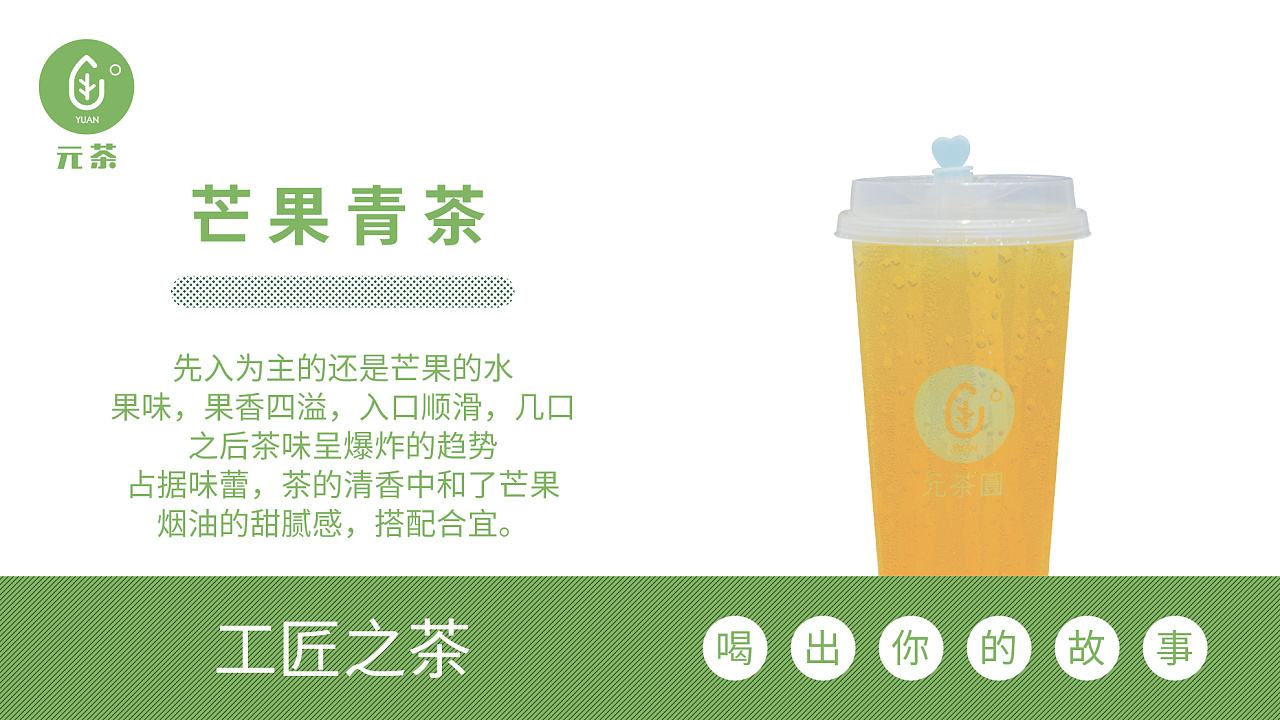 YUAN
元茶
芒果青茶
先入为主的还是芒果的水
果味，果香四溢，入口顺滑，几口
之后茶味呈爆炸的趋势
占据味蕾，茶的清香中和了芒果
烟油的甜腻感，搭配合宜。
元茶圓
工匠之茶
喝出你的故事